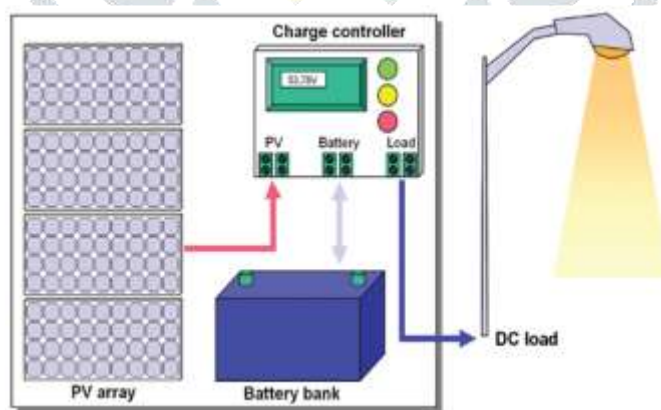 Charge controller
PV
Battery
Load
DC load
PV array
Battery bank